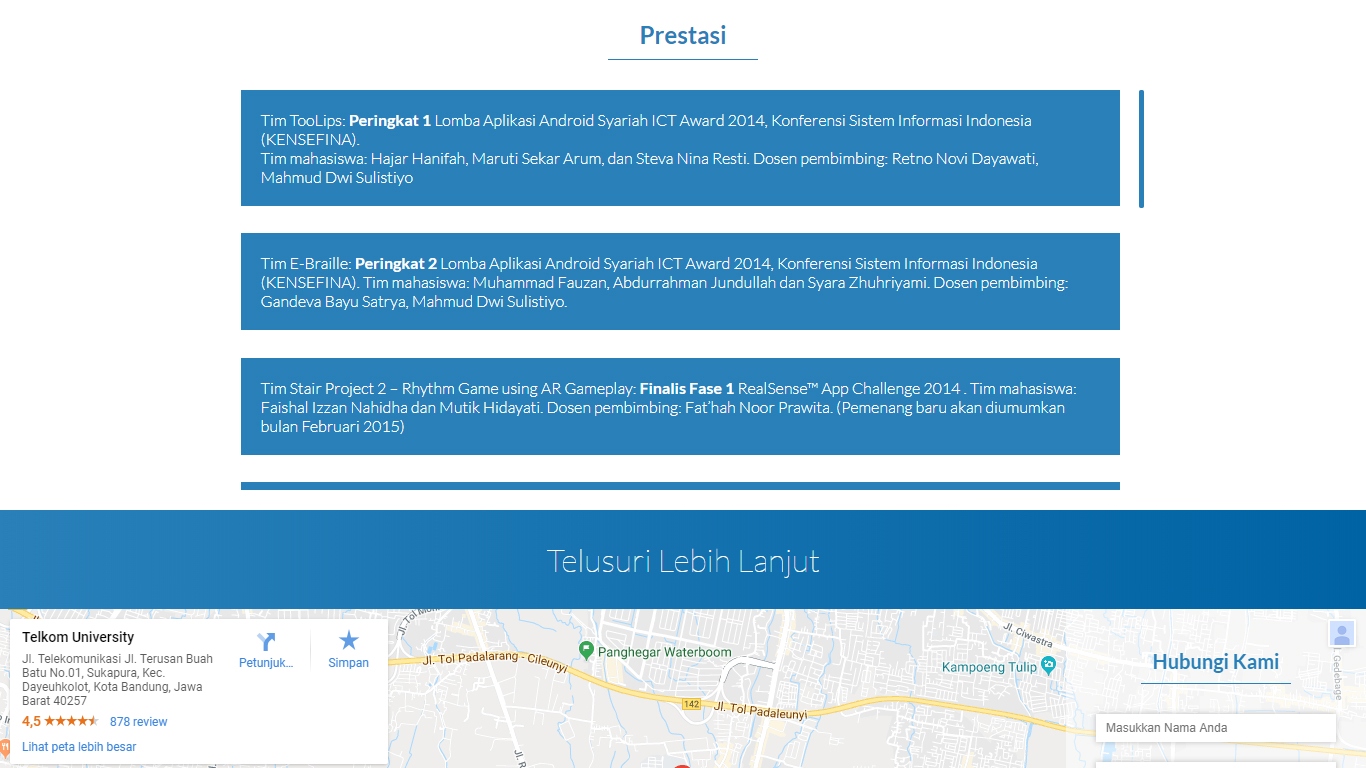 Prestasi
Tim TooLips: Peringkat 1 Lomba Aplikasi Android Syariah ICT Award 2014, Konferensi Sistem Informasi Indonesia
(KENSEFINA).
Tim mahasiswa: Hajar Hanifah, Maruti Sekar Arum, dan Steva Nina Resti. Dosen pembimbing: Retno Novi Dayawati,
Mahmud Dwi Sulistiyo
Tim E-Braille: Peringkat 2 Lomba Aplikasi Android Syariah ICT Award 2014, Konferensi Sistem Informasi Indonesia
(KENSEFINA). Tim mahasiswa: Muhammad Fauzan, Abdurrahman Jundullah dan Syara Zhuhriyami. Dosen pembimbing:
Gandeva Bayu Satrya, Mahmud Dwi Sulistiyo.
Tim Stair Project 2 – Rhythm Game using AR Gameplay: Finalis Fase 1 RealSense™ App Challenge 2014 . Tim mahasiswa:
Faishal Izzan Nahidha dan Mutik Hidayati. Dosen pembimbing: Fat’hah Noor Prawita. (Pemenang baru akan diumumkan
bulan Februari 2015)
Telusuri Lebih Lanjut
Telkom University
Jl. Telekomunikasi Jl. Terusan Buah
Batu No.01, Sukapura, Kec.
Dayeuhkolot, Kota Bandung, Jawa
Barat 40257
4,5
878 review
Lihat peta lebih besar
Petunjuk...
Simpan
Jl. Tol
Jl. Tol Padalarang - Cileunyi
Panghegar Waterboom
142
Jl. Tol Padaleunyi
Kampoeng Tulip
Jl. Ciwastra
Gedebage
Hubungi Kami
Masukkan Nama Anda